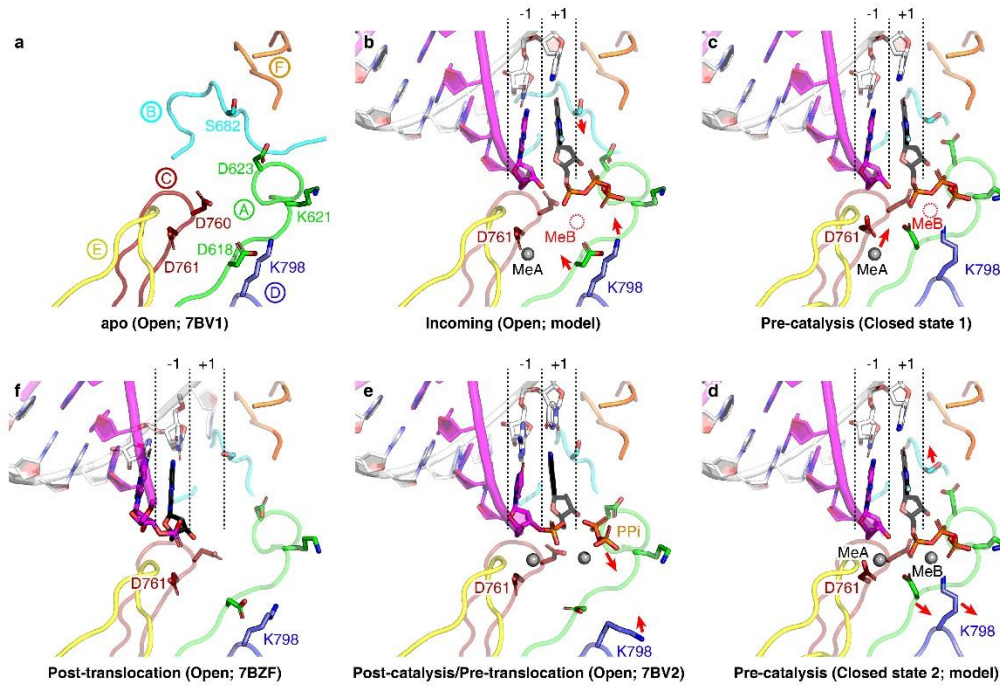 -1 +1
-1 +1
a
b
c
F
B
S682
D623
C
A
D760
K621
E
D761
D618
K798
D
D761
MeB
MeA
K798
D761
MeB
MeA
K798
apo (Open; 7BV1)
Incoming (Open; model)
Pre-catalysis (Closed state 1)
-1 +1
-1 +1
-1 +1
f
e
d
PPi
MeA
D761
D761
D761
MeB
K798
K798
K798
Post-translocation (Open; 7BZF)
Post-catalysis/Pre-translocation (Open; 7BV2)
Pre-catalysis (Closed state 2; model)